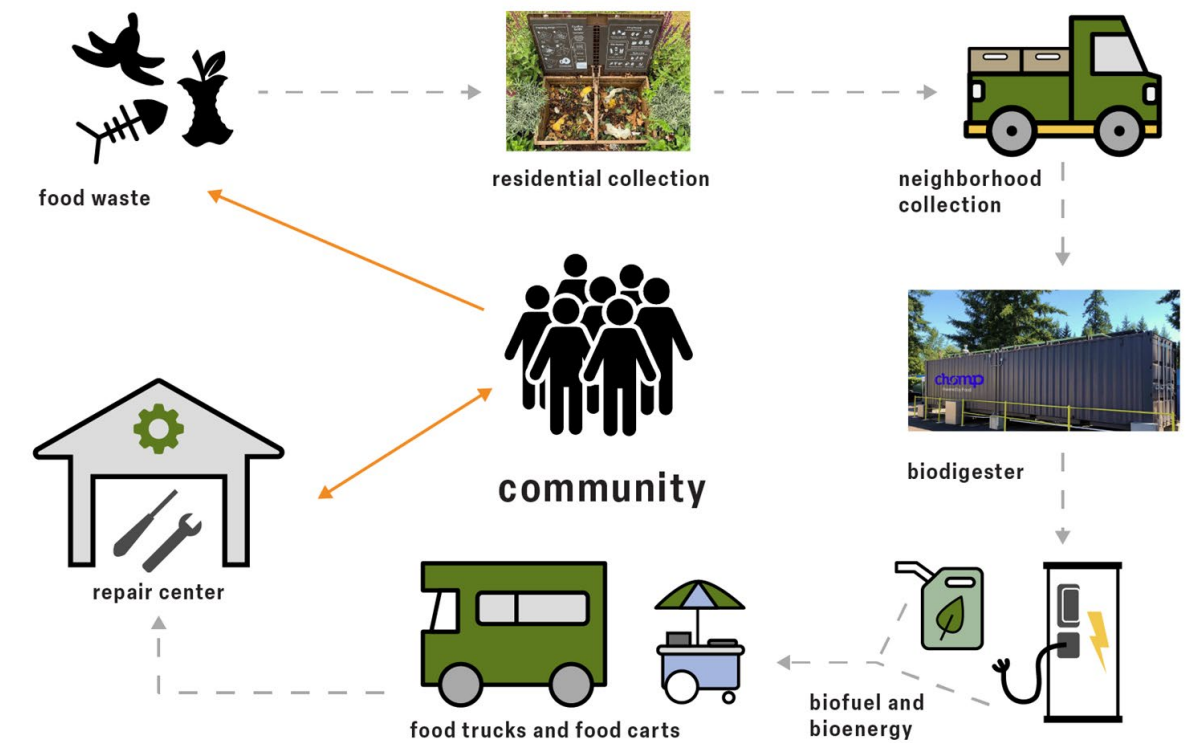 food waste
residential collection
neighborhood
collection
chomp
biodigester
community
repair center
food trucks and food carts
biofuel and
bioenergy